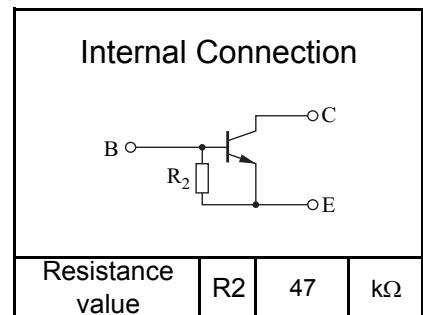 Internal Connection
C
B
R2
E
Resistance value R2 47 kΩ